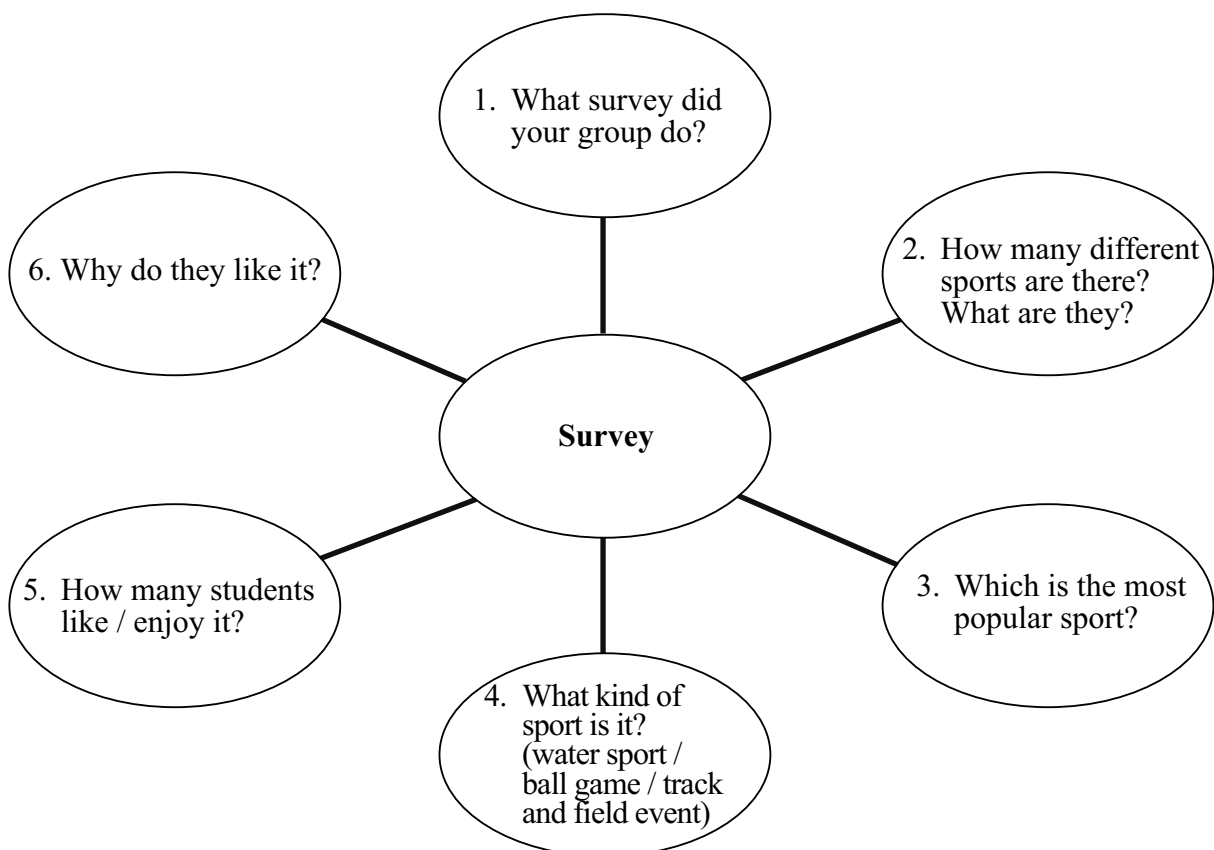 1. What survey did
your group do?
2. How many different
sports are there?
What are they?
3. Which is the most
popular sport?
4. What kind of
sport is it?
(water sport /
ball game / track
and field event)
5. How many students
like / enjoy it?
6. Why do they like it?
Survey